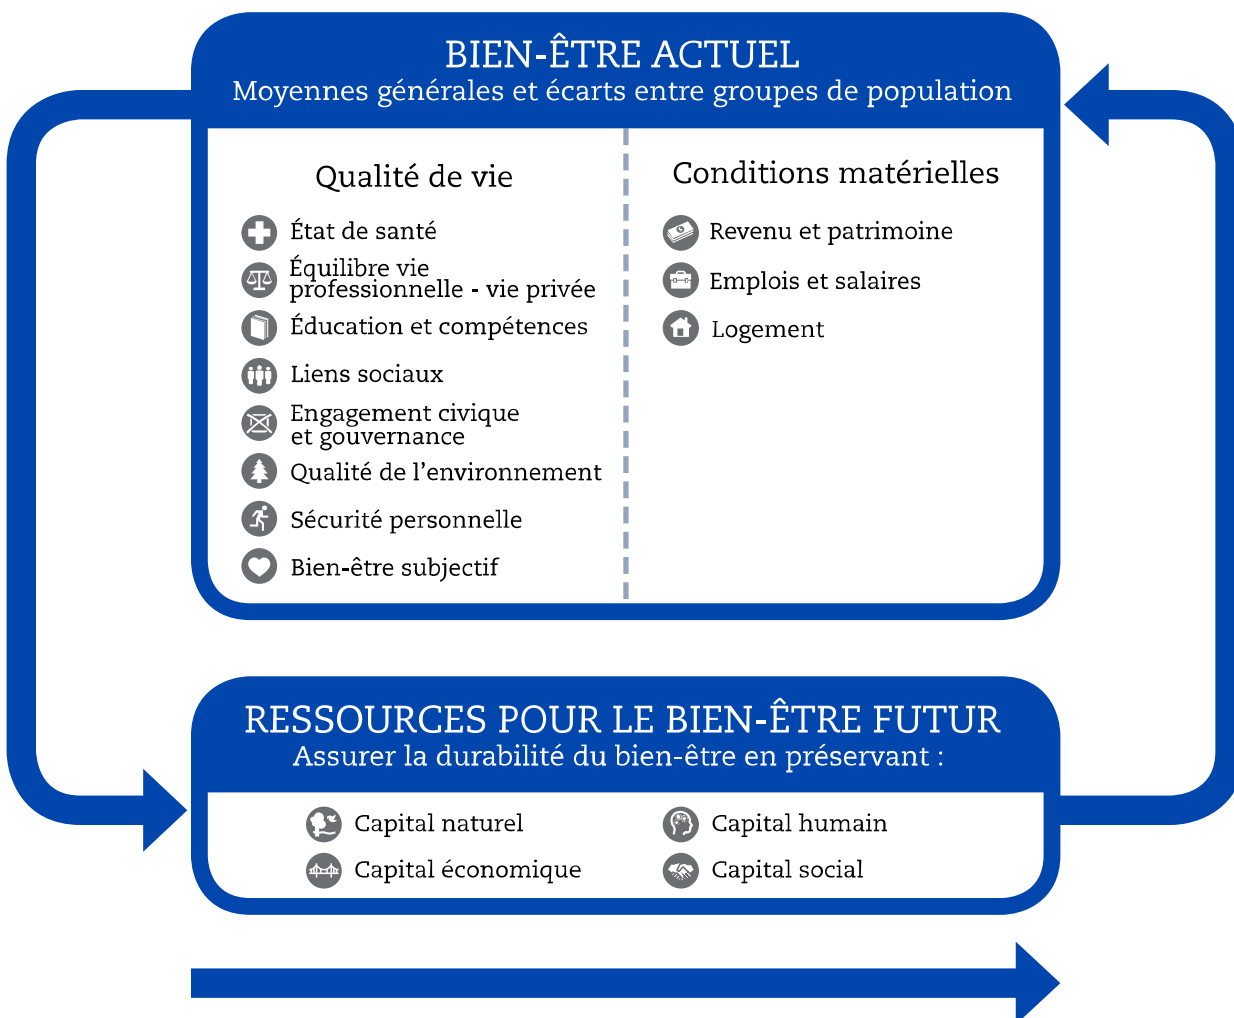 BIEN-ÊTRE ACTUEL
Moyennes générales et écarts entre groupes de population
Qualité de vie
État de santé
Équilibre vie
professionnelle - vie privée
Éducation et compétences
Liens sociaux
Engagement civique
et gouvernance
Qualité de l’environnement
Sécurité personnelle
Bien-être subjectif
Conditions matérielles
Revenu et patrimoine
Emplois et salaires
Logement
RESSOURCES POUR LE BIEN-ÊTRE FUTUR
Assurer la durabilité du bien-être en préservant :
Capital naturel
Capital humain
Capital économique
Capital social